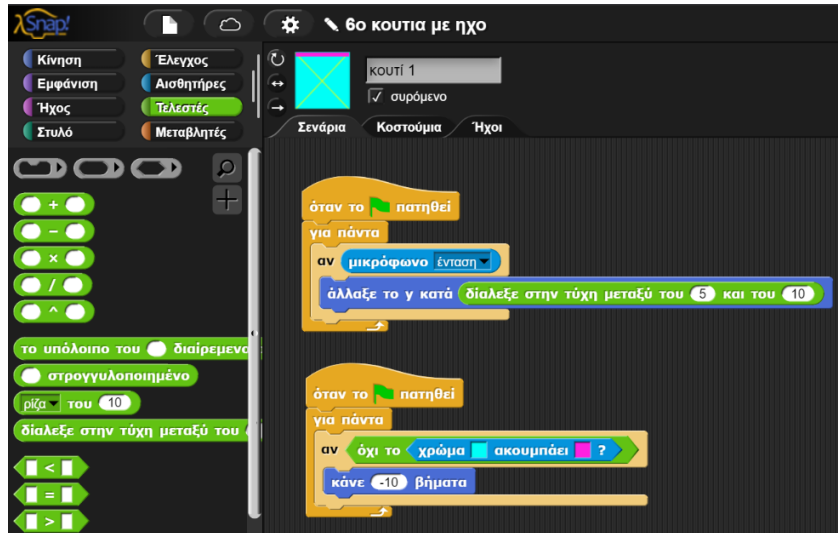 Snap!
6ο κουτια με ηχο
Κίνηση Έλεγχος
Εμφάνιση Αισθητήρες
Ήχος Τελεστές
Στυλό Μεταβλητές
κουτί 1
συρόμενο
Σενάρια Κοστούμια Ήχοι
+
-
×
/
^
το υπόλοιπο του διαίρεμενο
στρογγυλοποιημένο
ρίζα του 10
δίαλεξε στην τύχη μεταξύ του
<
=
>
όταν το πατηθεί
για πάντα
αν μικρόφωνο ένταση
άλλαξε το y κατά δίαλεξε στην τύχη μεταξύ του 5 και του 10
όταν το πατηθεί
για πάντα
αν όχι το χρώμα ακουμπάει ?
κάνε -10 βήματα